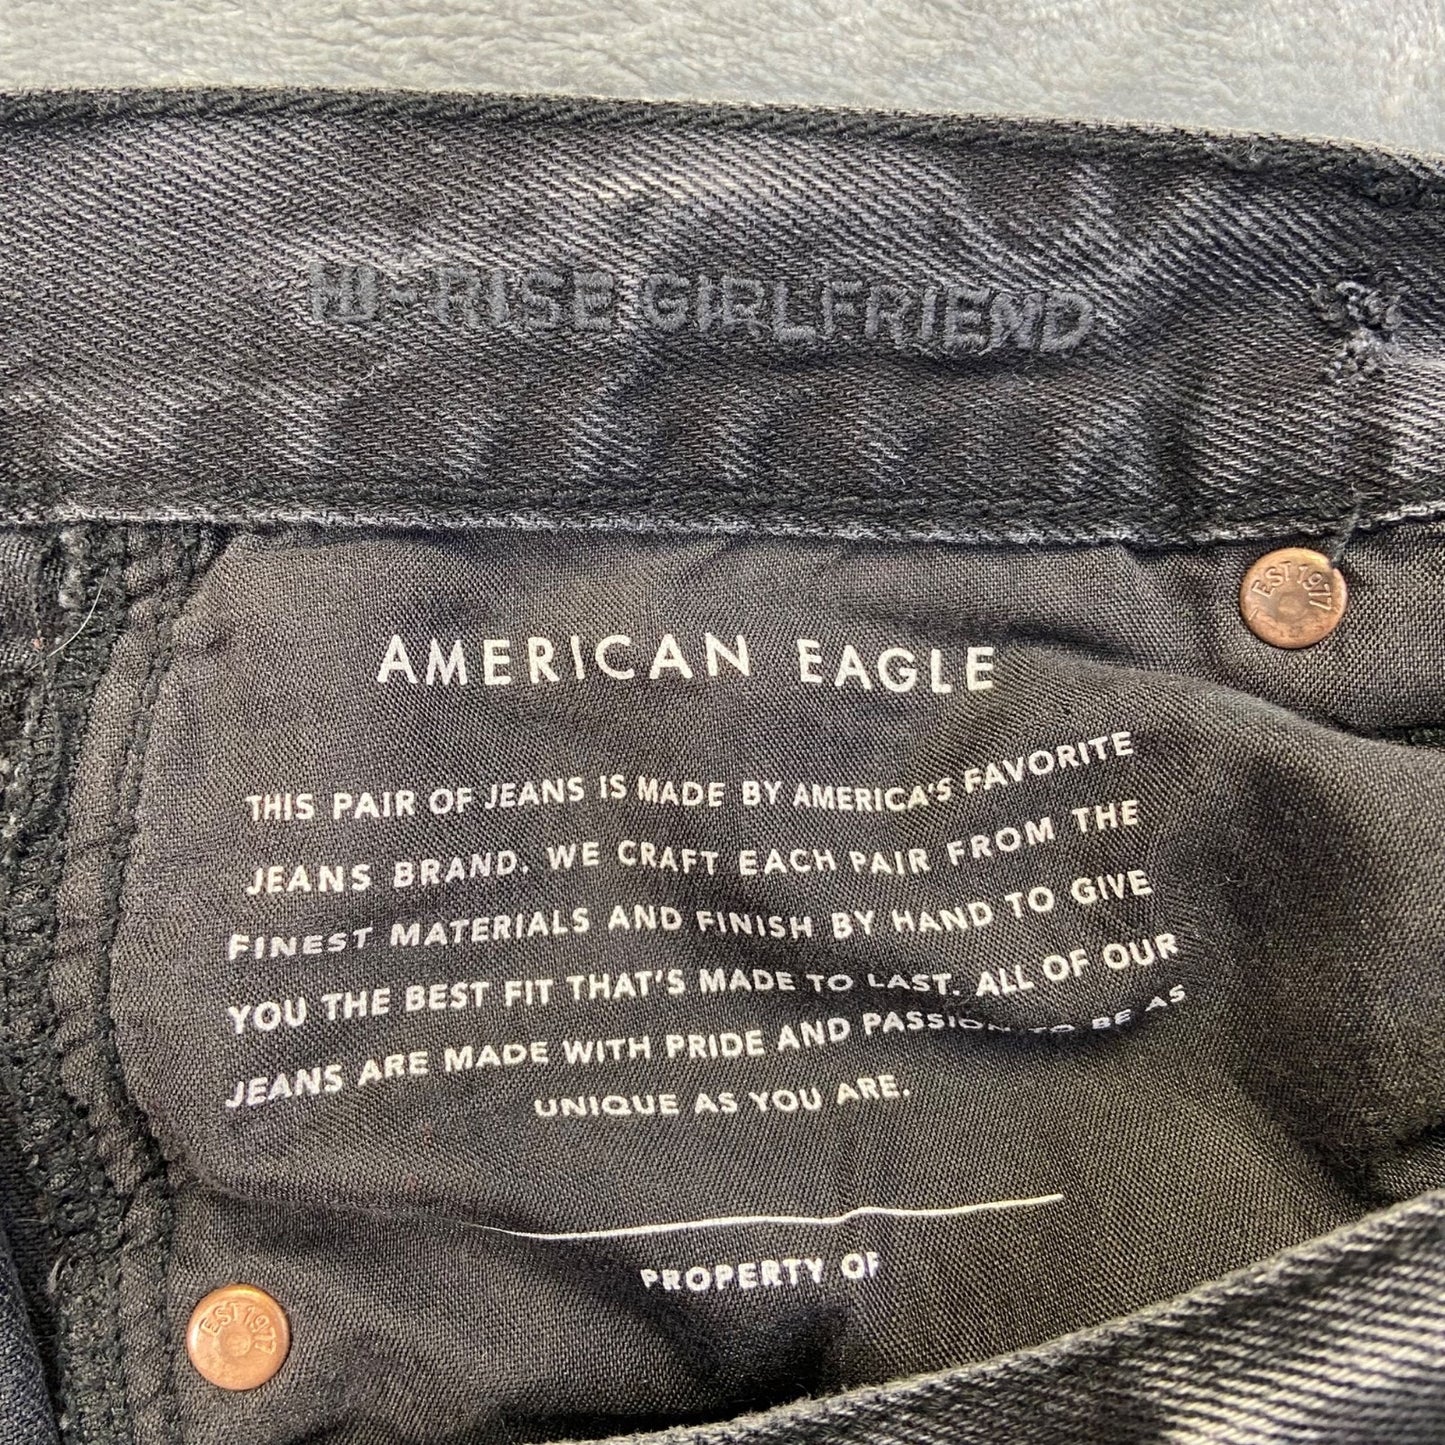 HI-RISE GIRLFRIEND
EST 1977
AMERICAN EAGLE
THIS PAIR OF JEANS IS MADE BY AMERICA'S FAVORITE
JEANS BRAND. WE CRAFT EACH PAIR FROM THE
FINEST MATERIALS AND FINISH BY HAND TO GIVE
YOU THE BEST FIT THAT'S MADE TO LAST. ALL OF OUR
JEANS ARE MADE WITH PRIDE AND PASSION TO BE AS
UNIQUE AS YOU ARE.
PROPERTY OF
EST 1977